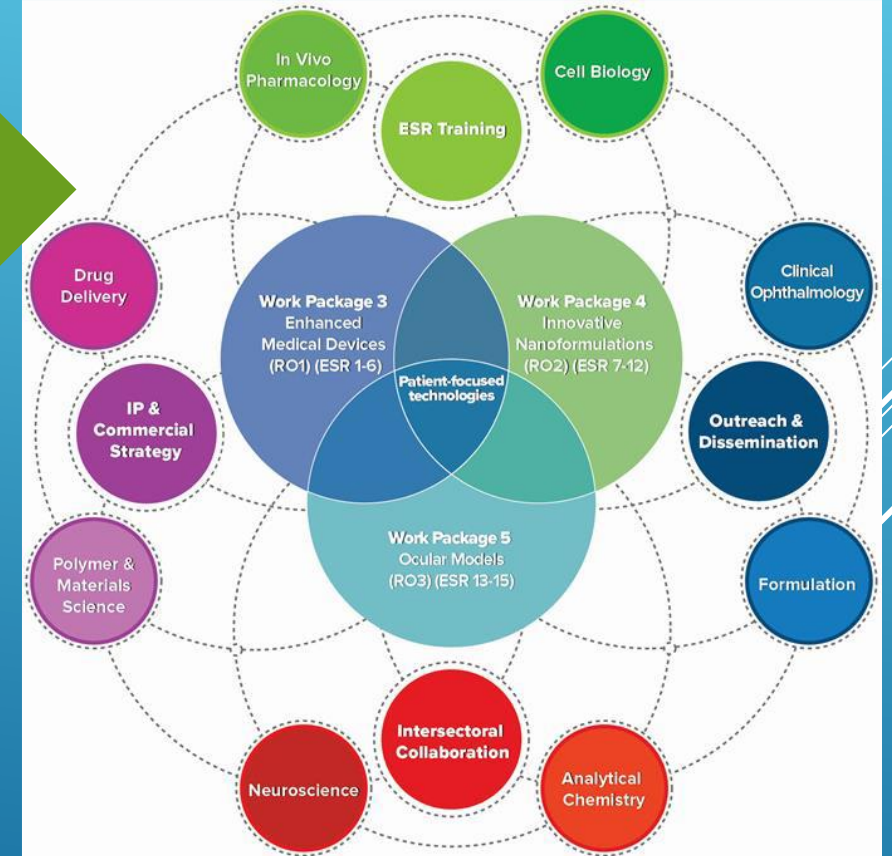 In Vivo
Pharmacology
Cell Biology
ESR Training
Drug
Delivery
Clinical
Ophthalmology
Work Package 3
Enhanced
Medical Devices
(RO1) (ESR 1-6)
Work Package 4
Innovative
Nanoformulations
(RO2) (ESR 7-12)
Patient-focused
technologies
IP &
Commercial
Strategy
Outreach &
Dissemination
Work Package 5
Ocular Models
(RO3) (ESR 13-15)
Polymer &
Materials
Science
Formulation
Intersectoral
Collaboration
Neuroscience
Analytical
Chemistry